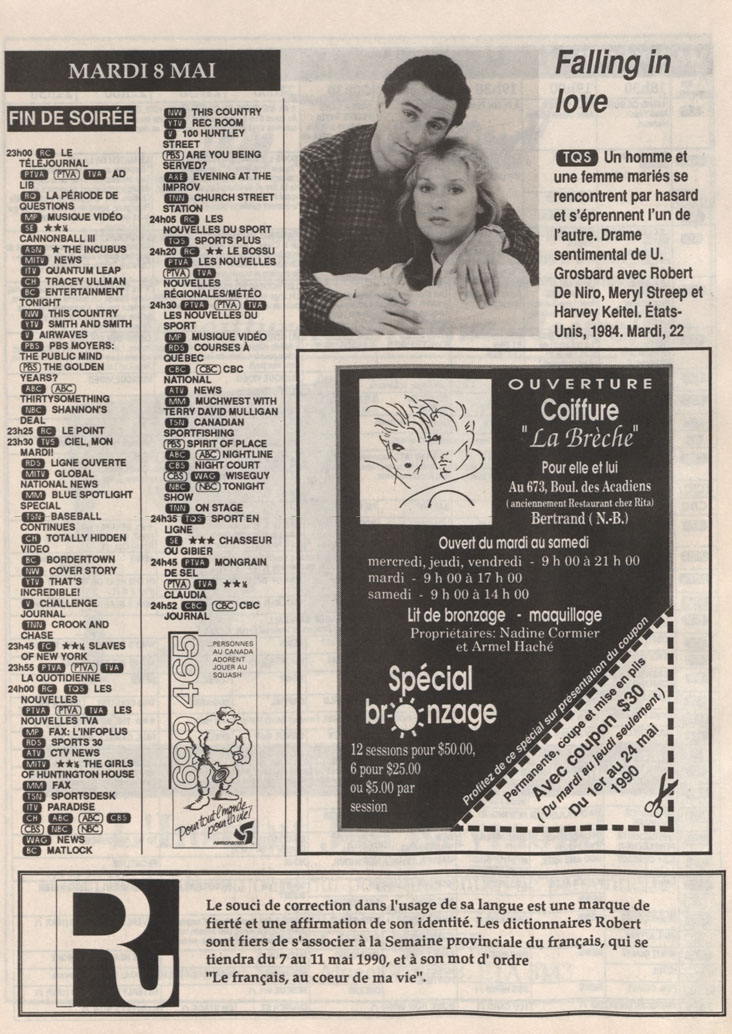 MARDI 8 MAI
FIN DE SOIRÉE
23h00 RC LE
TÉLÉJOURNAL
PTVA (PTVA) TVA AD
LIB
RQ LA PÉRIODE DE
QUESTIONS
MP MUSIQUE VIDÉO
SE ★★½
CANNONBALL III
ASN ★ THE INCUBUS
MITV NEWS
ITV QUANTUM LEAP
CH TRACEY ULLMAN
BC ENTERTAINMENT
TONIGHT
NW THIS COUNTRY
YTV SMITH AND SMITH
V AIRWAVES
PBS PBS MOYERS:
THE PUBLIC MIND
(PBS) THE GOLDEN
YEARS?
ABC (ABC)
THIRTYSOMETHING
NBC SHANNON'S
DEAL
23h25 RC LE POINT
23h30 TV5 CIEL, MON
MARDI!
RDS LIGNE OUVERTE
MITV GLOBAL
NATIONAL NEWS
MM BLUE SPOTLIGHT
SPECIAL
TSN BASEBALL
CONTINUES
CH TOTALLY HIDDEN
VIDEO
BC BORDERTOWN
NW COVER STORY
YTV THAT'S
INCREDIBLE!
V CHALLENGE
JOURNAL
TNN CROOK AND
CHASE
23h45 FC ★★½ SLAVES
OF NEW YORK
23h55 PTVA (PTVA) TVA
LA QUOTIDIENNE
24h00 RC TQS LES
NOUVELLES
PTVA (PTVA) TVA LES
NOUVELLES TVA
MP FAX: L'INFOPLUS
RDS SPORTS 30
ATV CTV NEWS
MITV ★★½ THE GIRLS
OF HUNTINGTON HOUSE
MM FAX
TSN SPORTSDESK
ITV PARADISE
CH ABC (ABC) CBS
(CBS) NBC (NBC)
WAG NEWS
BC MATLOCK
NW THIS COUNTRY
YTV REC ROOM
V 100 HUNTLEY
STREET
(PBS) ARE YOU BEING
SERVED?
A&E EVENING AT THE
IMPROV
TNN CHURCH STREET
STATION
24h05 RC LES
NOUVELLES DU SPORT
TQS SPORTS PLUS
24h20 RC ★★ LE BOSSU
PTVA LES NOUVELLES
(PTVA) TVA
NOUVELLES
RÉGIONALES/MÉTÉO
24h30 PTVA (PTVA) TVA
LES NOUVELLES DU
SPORT
MP MUSIQUE VIDÉO
RDS COURSES À
QUÉBEC
CBC (CBC) CBC
NATIONAL
ATV NEWS
MM MUCHWEST WITH
TERRY DAVID MULLIGAN
TSN CANADIAN
SPORTFISHING
(PBS) SPIRIT OF PLACE
ABC (ABC) NIGHTLINE
CBS NIGHT COURT
(CBS) WAG WISEGUY
NBC (NBC) TONIGHT
SHOW
TNN ON STAGE
24h35 TQS SPORT EN
LIGNE
SE ★★★ CHASSEUR
OU GIBIER
24h45 PTVA MONGRAIN
DE SEL
(PTVA) TVA ★★½
CLAUDIA
24h52 CBC (CBC) CBC
JOURNAL
699 465
...PERSONNES
AU CANADA
ADORENT
JOUER AU
SQUASH
Pour tout l'monde
pour la vie!
PARTICIPACTION
Falling in
love
TQS Un homme et
une femme mariés se
rencontrent par hasard
et s'éprennent l'un de
l'autre. Drame
sentimental de U.
Grosbard avec Robert
De Niro, Meryl Streep et
Harvey Keitel. États-
Unis, 1984. Mardi, 22
OUVERTURE
Coiffure
"La Brèche"
Pour elle et lui
Au 673, Boul. des Acadiens
(anciennement Restaurant chez Rita)
Bertrand ( N.-B.)
Ouvert du mardi au samedi
mercredi, jeudi, vendredi - 9 h 00 à 21 h 00
mardi - 9 h 00 à 17 h 00
samedi - 9 h 00 à 14 h 00
Lit de bronzage - maquillage
Propriétaires: Nadine Cormier
et Armel Haché
Spécial
bronzage
12 sessions pour $50.00,
6 pour $25.00
ou $5.00 par
session
Profitez de ce spécial sur présentation du coupon
Permanente, coupe et mise en plis
Avec coupon $30
(Du mardi au jeudi seulement)
Du 1er au 24 mai
1990
R
Le souci de correction dans l'usage de sa langue est une marque de
fierté et une affirmation de son identité. Les dictionnaires Robert
sont fiers de s'associer à la Semaine provinciale du français, qui se
tiendra du 7 au 11 mai 1990, et à son mot d' ordre
"Le français, au coeur de ma vie".